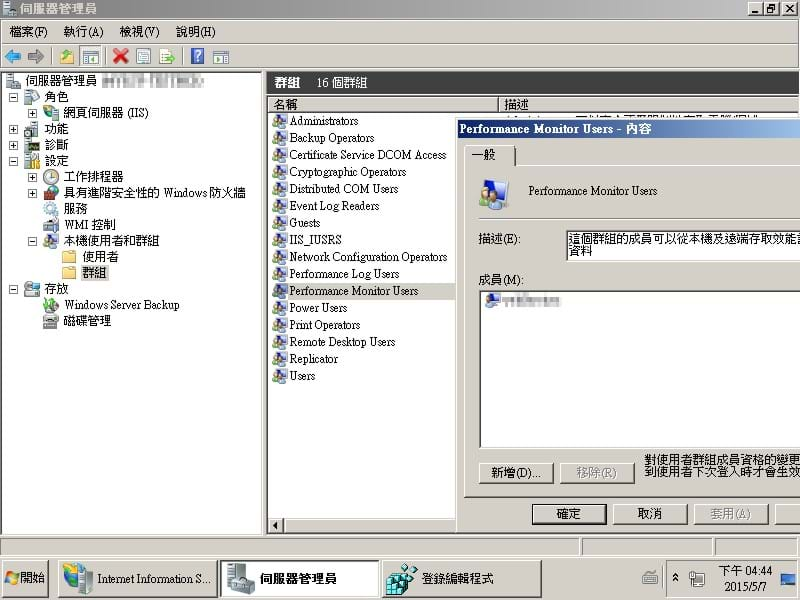 伺服器管理員
檔案(F) 執行(A) 檢視(V) 說明(H)
伺服器管理員
角色
網頁伺服器 (IIS)
功能
診斷
設定
工作排程器
具有進階安全性的 Windows 防火牆
服務
WMI 控制
本機使用者和群組
使用者
群組
存放
Windows Server Backup
磁碟管理
群組 16 個群組
名稱 描述
Administrators
Backup Operators
Certificate Service DCOM Access
Cryptographic Operators
Distributed COM Users
Event Log Readers
Guests
IIS_IUSRS
Network Configuration Operators
Performance Log Users
Performance Monitor Users
Power Users
Print Operators
Remote Desktop Users
Replicator
Users
Performance Monitor Users - 內容
一般
Performance Monitor Users
描述(E):
這個群組的成員可以從本機及遠端存取效能
資料
成員(M):
新增(D)... 移除(R)
對使用者群組成員資格的變更
到使用者下次登入時才會生效
確定 取消 套用(A)
開始 Internet Information S... 伺服器管理員 登錄編輯程式
下午 04:44
2015/5/7